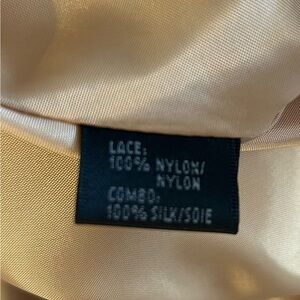 LACE:
100% NYLON/
NYLON
COMBO:
100% SILK/SOIE